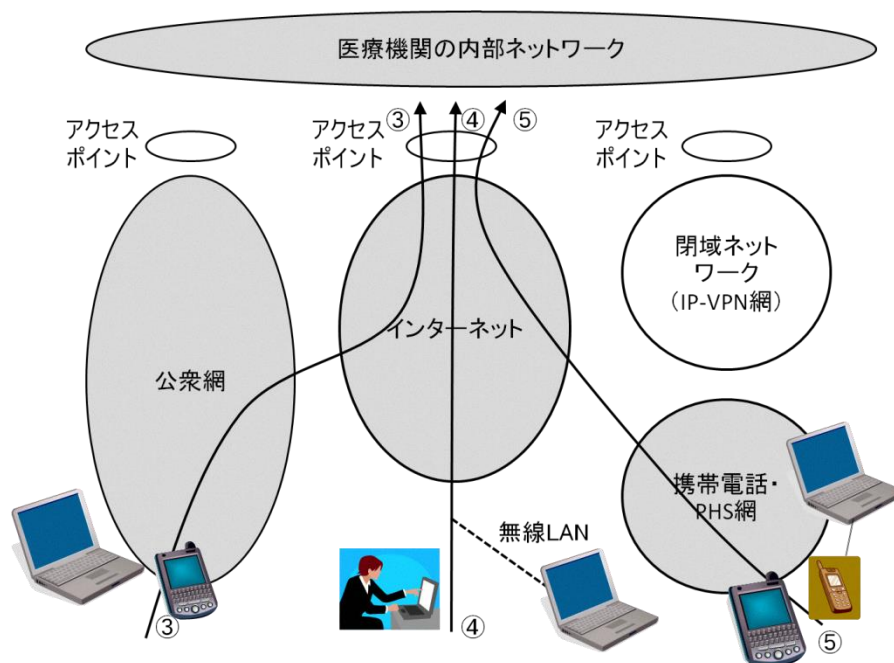 医療機関の内部ネットワーク
アクセス
ポイント
アクセス
ポイント
アクセス
ポイント
③
④
⑤
閉域ネット
ワーク
（IP-VPN網）
インターネット
公衆網
携帯電話・
PHS網
無線LAN
③
④
⑤